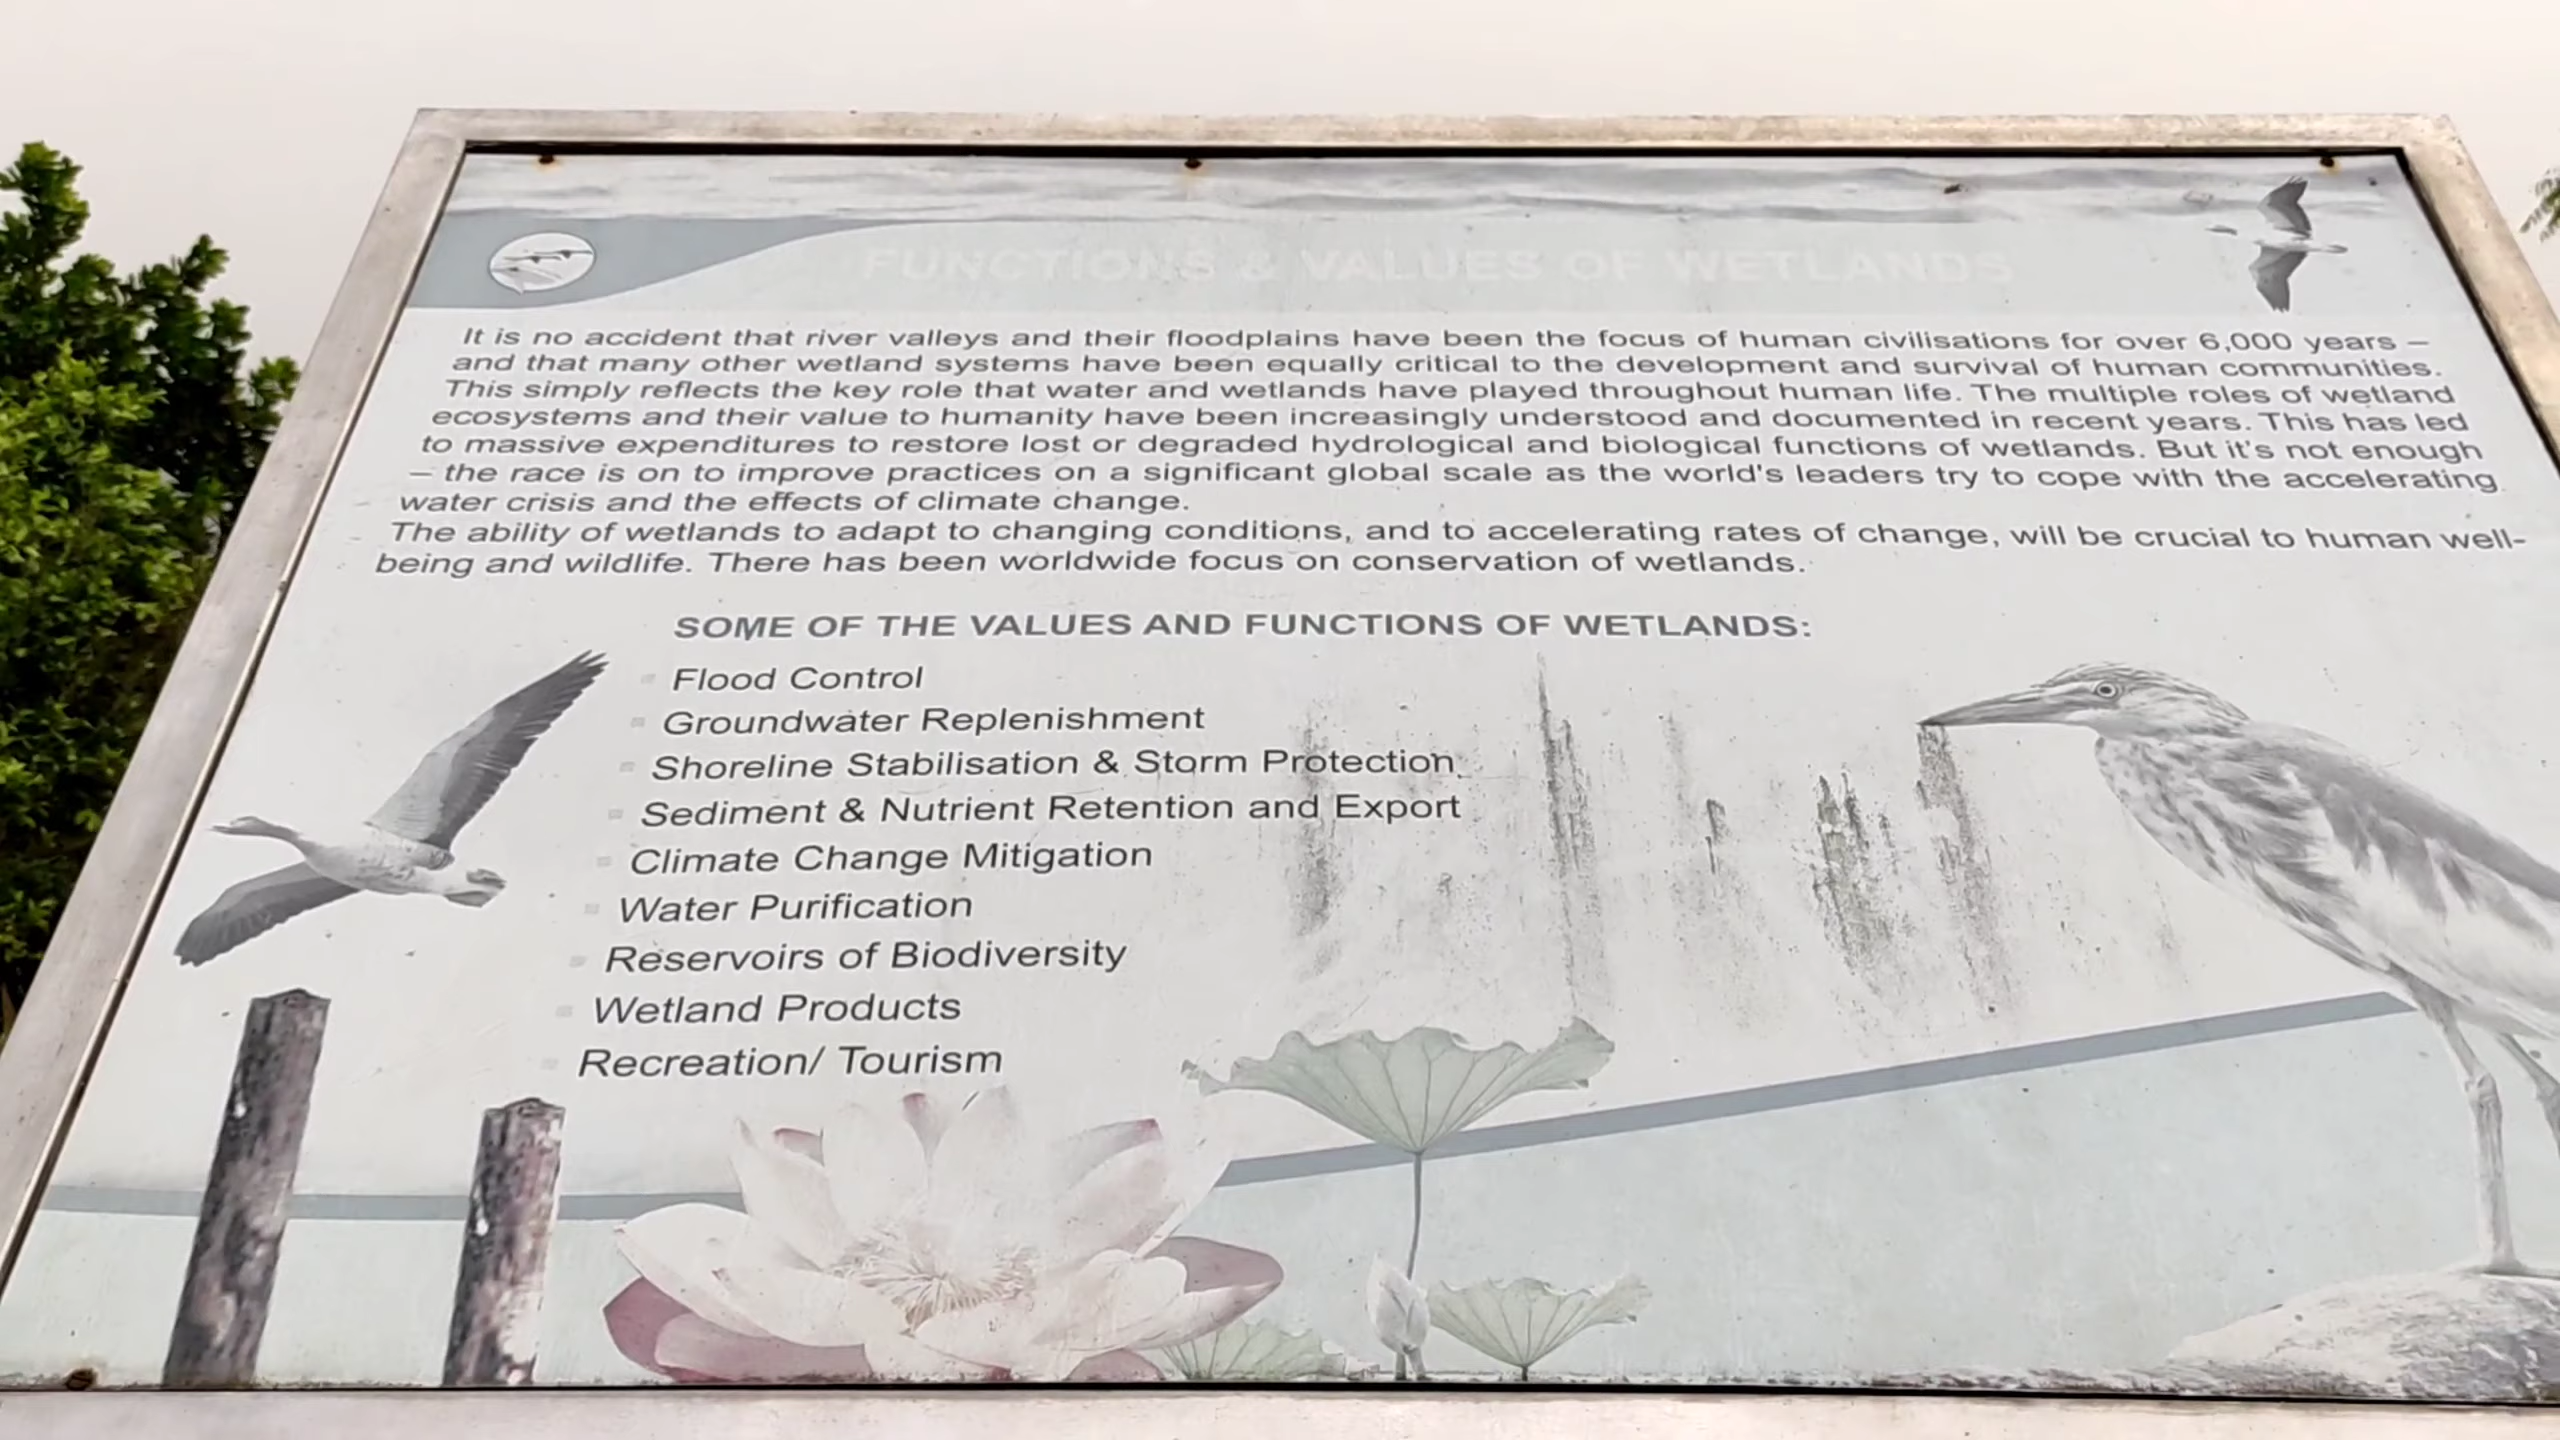 FUNCTIONS & VALUES OF WETLANDS
It is no accident that river valleys and their floodplains have been the focus of human civilisations for over 6,000 years –
and that many other wetland systems have been equally critical to the development and survival of human communities.
This simply reflects the key role that water and wetlands have played throughout human life. The multiple roles of wetland
ecosystems and their value to humanity have been increasingly understood and documented in recent years. This has led
to massive expenditures to restore lost or degraded hydrological and biological functions of wetlands. But it's not enough
– the race is on to improve practices on a significant global scale as the world's leaders try to cope with the accelerating
water crisis and the effects of climate change.
The ability of wetlands to adapt to changing conditions, and to accelerating rates of change, will be crucial to human well-
being and wildlife. There has been worldwide focus on conservation of wetlands.
SOME OF THE VALUES AND FUNCTIONS OF WETLANDS:
Flood Control
Groundwater Replenishment
Shoreline Stabilisation & Storm Protection
Sediment & Nutrient Retention and Export
Climate Change Mitigation
Water Purification
Reservoirs of Biodiversity
Wetland Products
Recreation/ Tourism